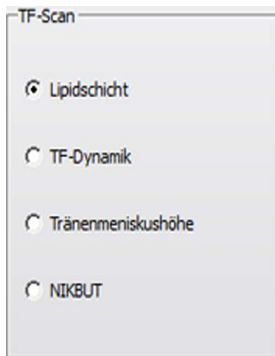 TF-Scan
Lipidschicht
TF-Dynamik
Tränenmeniskushöhe
NIKBUT